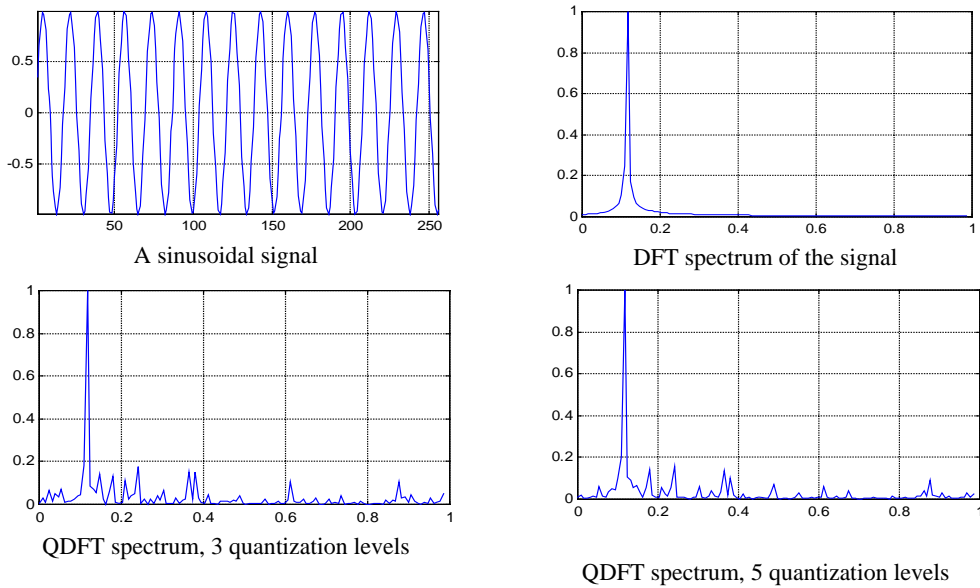 0.5
0
-0.5
50 100 150 200 250
A sinusoidal signal
1
0.8
0.6
0.4
0.2
0
0 0.2 0.4 0.6 0.8 1
DFT spectrum of the signal
1
0.8
0.6
0.4
0.2
0
0 0.2 0.4 0.6 0.8 1
QDFT spectrum, 3 quantization levels
1
0.8
0.6
0.4
0.2
0
0 0.2 0.4 0.6 0.8 1
QDFT spectrum, 5 quantization levels